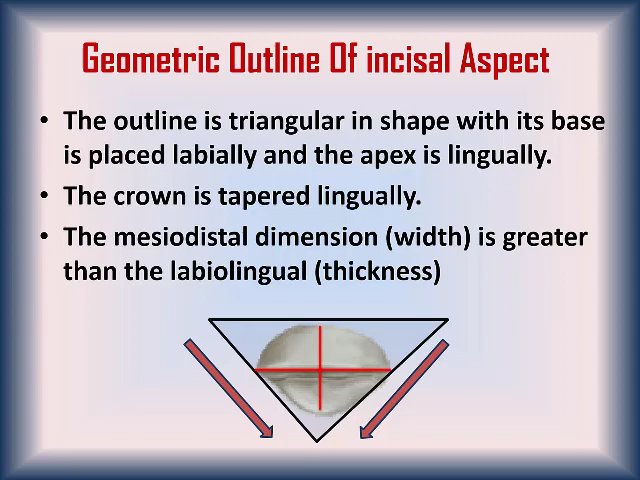 Geometric Outline Of incisal Aspect
• The outline is triangular in shape with its base
is placed labially and the apex is lingually.
• The crown is tapered lingually.
• The mesiodistal dimension (width) is greater
than the labiolingual (thickness)